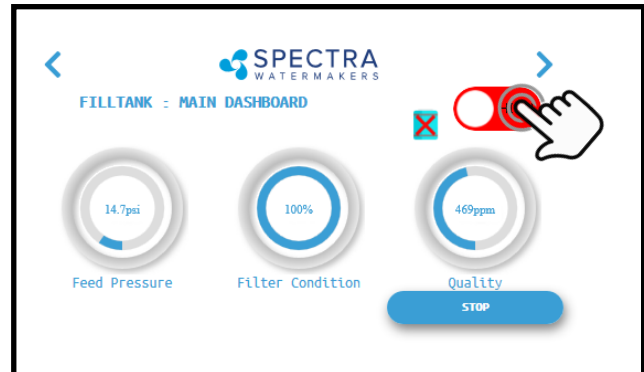 SPECTRA
WATERMAKERS
FILLTANK : MAIN DASHBOARD
14.7psi
100%
469ppm
Feed Pressure
Filter Condition
Quality
STOP